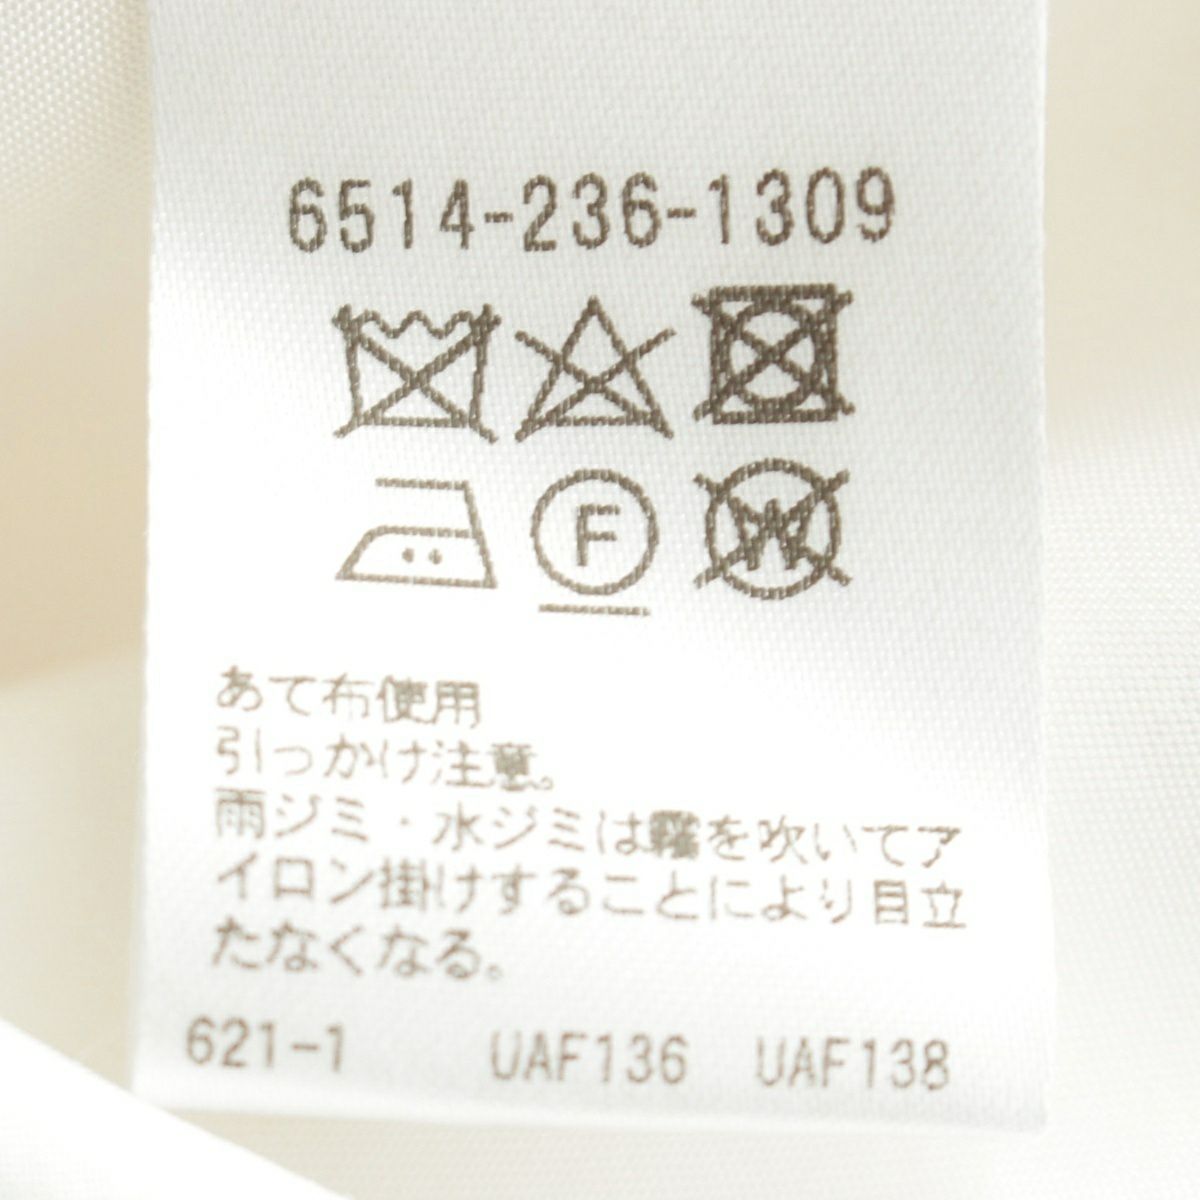 6514-236-1309
F
W
あて布使用
引っかけ注意。
雨ジミ・水ジミは霧を吹いてア
イロン掛けすることにより目立
たなくなる。
621-1 UAF136 UAF138